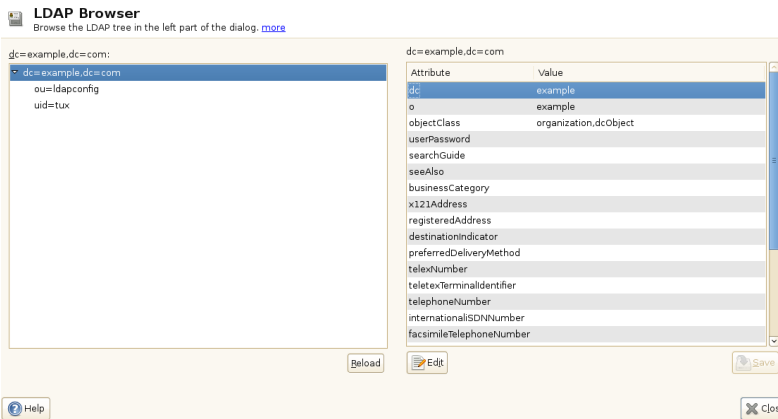 LDAP Browser
Browse the LDAP tree in the left part of the dialog. more
dc=example,dc=com:
dc=example,dc=com
ou=ldapconfig
uid=tux
Reload
dc=example,dc=com
Attribute Value
dc example
o example
objectClass organization,dcObject
userPassword
searchGuide
seeAlso
businessCategory
x121Address
registeredAddress
destinationIndicator
preferredDeliveryMethod
telexNumber
teletexTerminalIdentifier
telephoneNumber
internationaliSDNNumber
facsimileTelephoneNumber
Edit Save
Help Clos